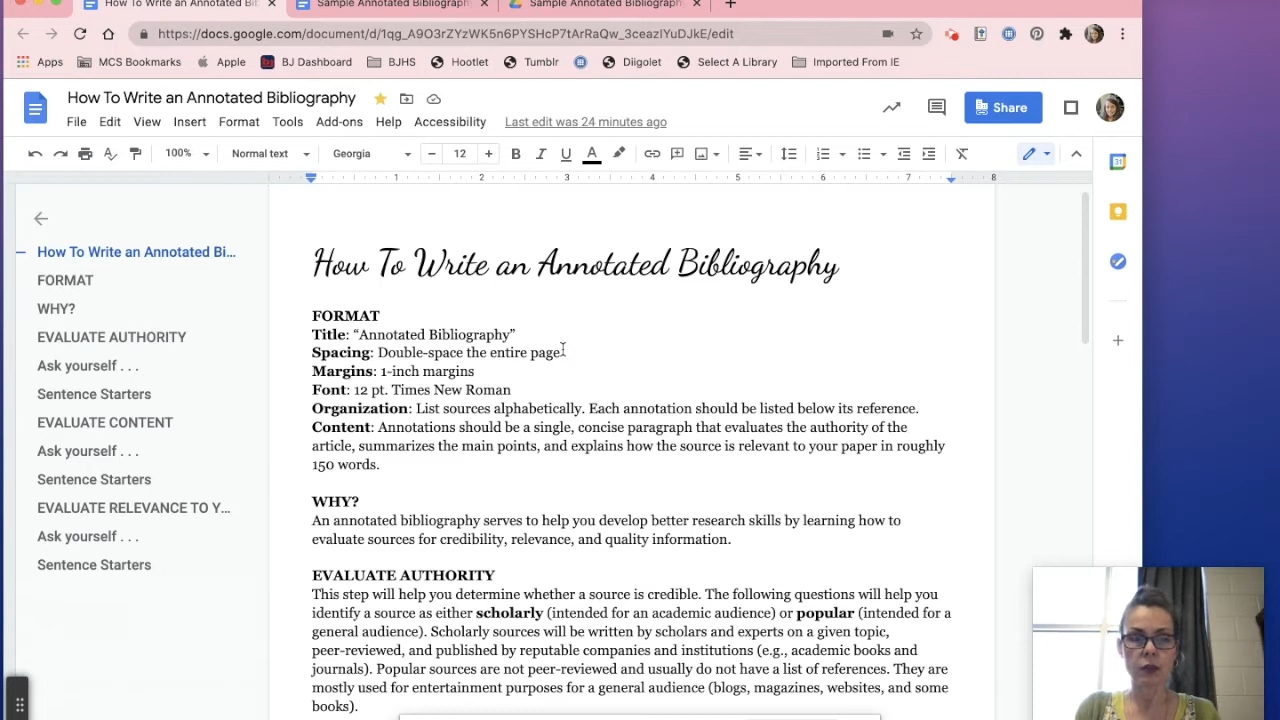 How To Write an Annotated Bib
Sample Annotated Bibliography
Sample Annotated Bibliography
https://docs.google.com/document/d/1qg_A9O3rZYzWK5n6PYSHcP7tArRaQw_3ceazIYuDJkE/edit
Apps MCS Bookmarks Apple BJ Dashboard BJHS Hootlet Tumblr Diigolet Select A Library Imported From IE
How To Write an Annotated Bibliography
Share
File Edit View Insert Format Tools Add-ons Help Accessibility Last edit was 24 minutes ago
100% Normal text Georgia 12
1 2 3 4 5 6 7 8
How To Write an Annotated Bi...
FORMAT
WHY?
EVALUATE AUTHORITY
Ask yourself . . .
Sentence Starters
EVALUATE CONTENT
Ask yourself . . .
Sentence Starters
EVALUATE RELEVANCE TO Y...
Ask yourself . . .
Sentence Starters
How To Write an Annotated Bibliography
FORMAT
Title: “Annotated Bibliography”
Spacing: Double-space the entire page
Margins: 1-inch margins
Font: 12 pt. Times New Roman
Organization: List sources alphabetically. Each annotation should be listed below its reference.
Content: Annotations should be a single, concise paragraph that evaluates the authority of the
article, summarizes the main points, and explains how the source is relevant to your paper in roughly
150 words.
WHY?
An annotated bibliography serves to help you develop better research skills by learning how to
evaluate sources for credibility, relevance, and quality information.
EVALUATE AUTHORITY
This step will help you determine whether a source is credible. The following questions will help you
identify a source as either scholarly (intended for an academic audience) or popular (intended for a
general audience). Scholarly sources will be written by scholars and experts on a given topic,
peer-reviewed, and published by reputable companies and institutions (e.g., academic books and
journals). Popular sources are not peer-reviewed and usually do not have a list of references. They are
mostly used for entertainment purposes for a general audience (blogs, magazines, websites, and some
books).